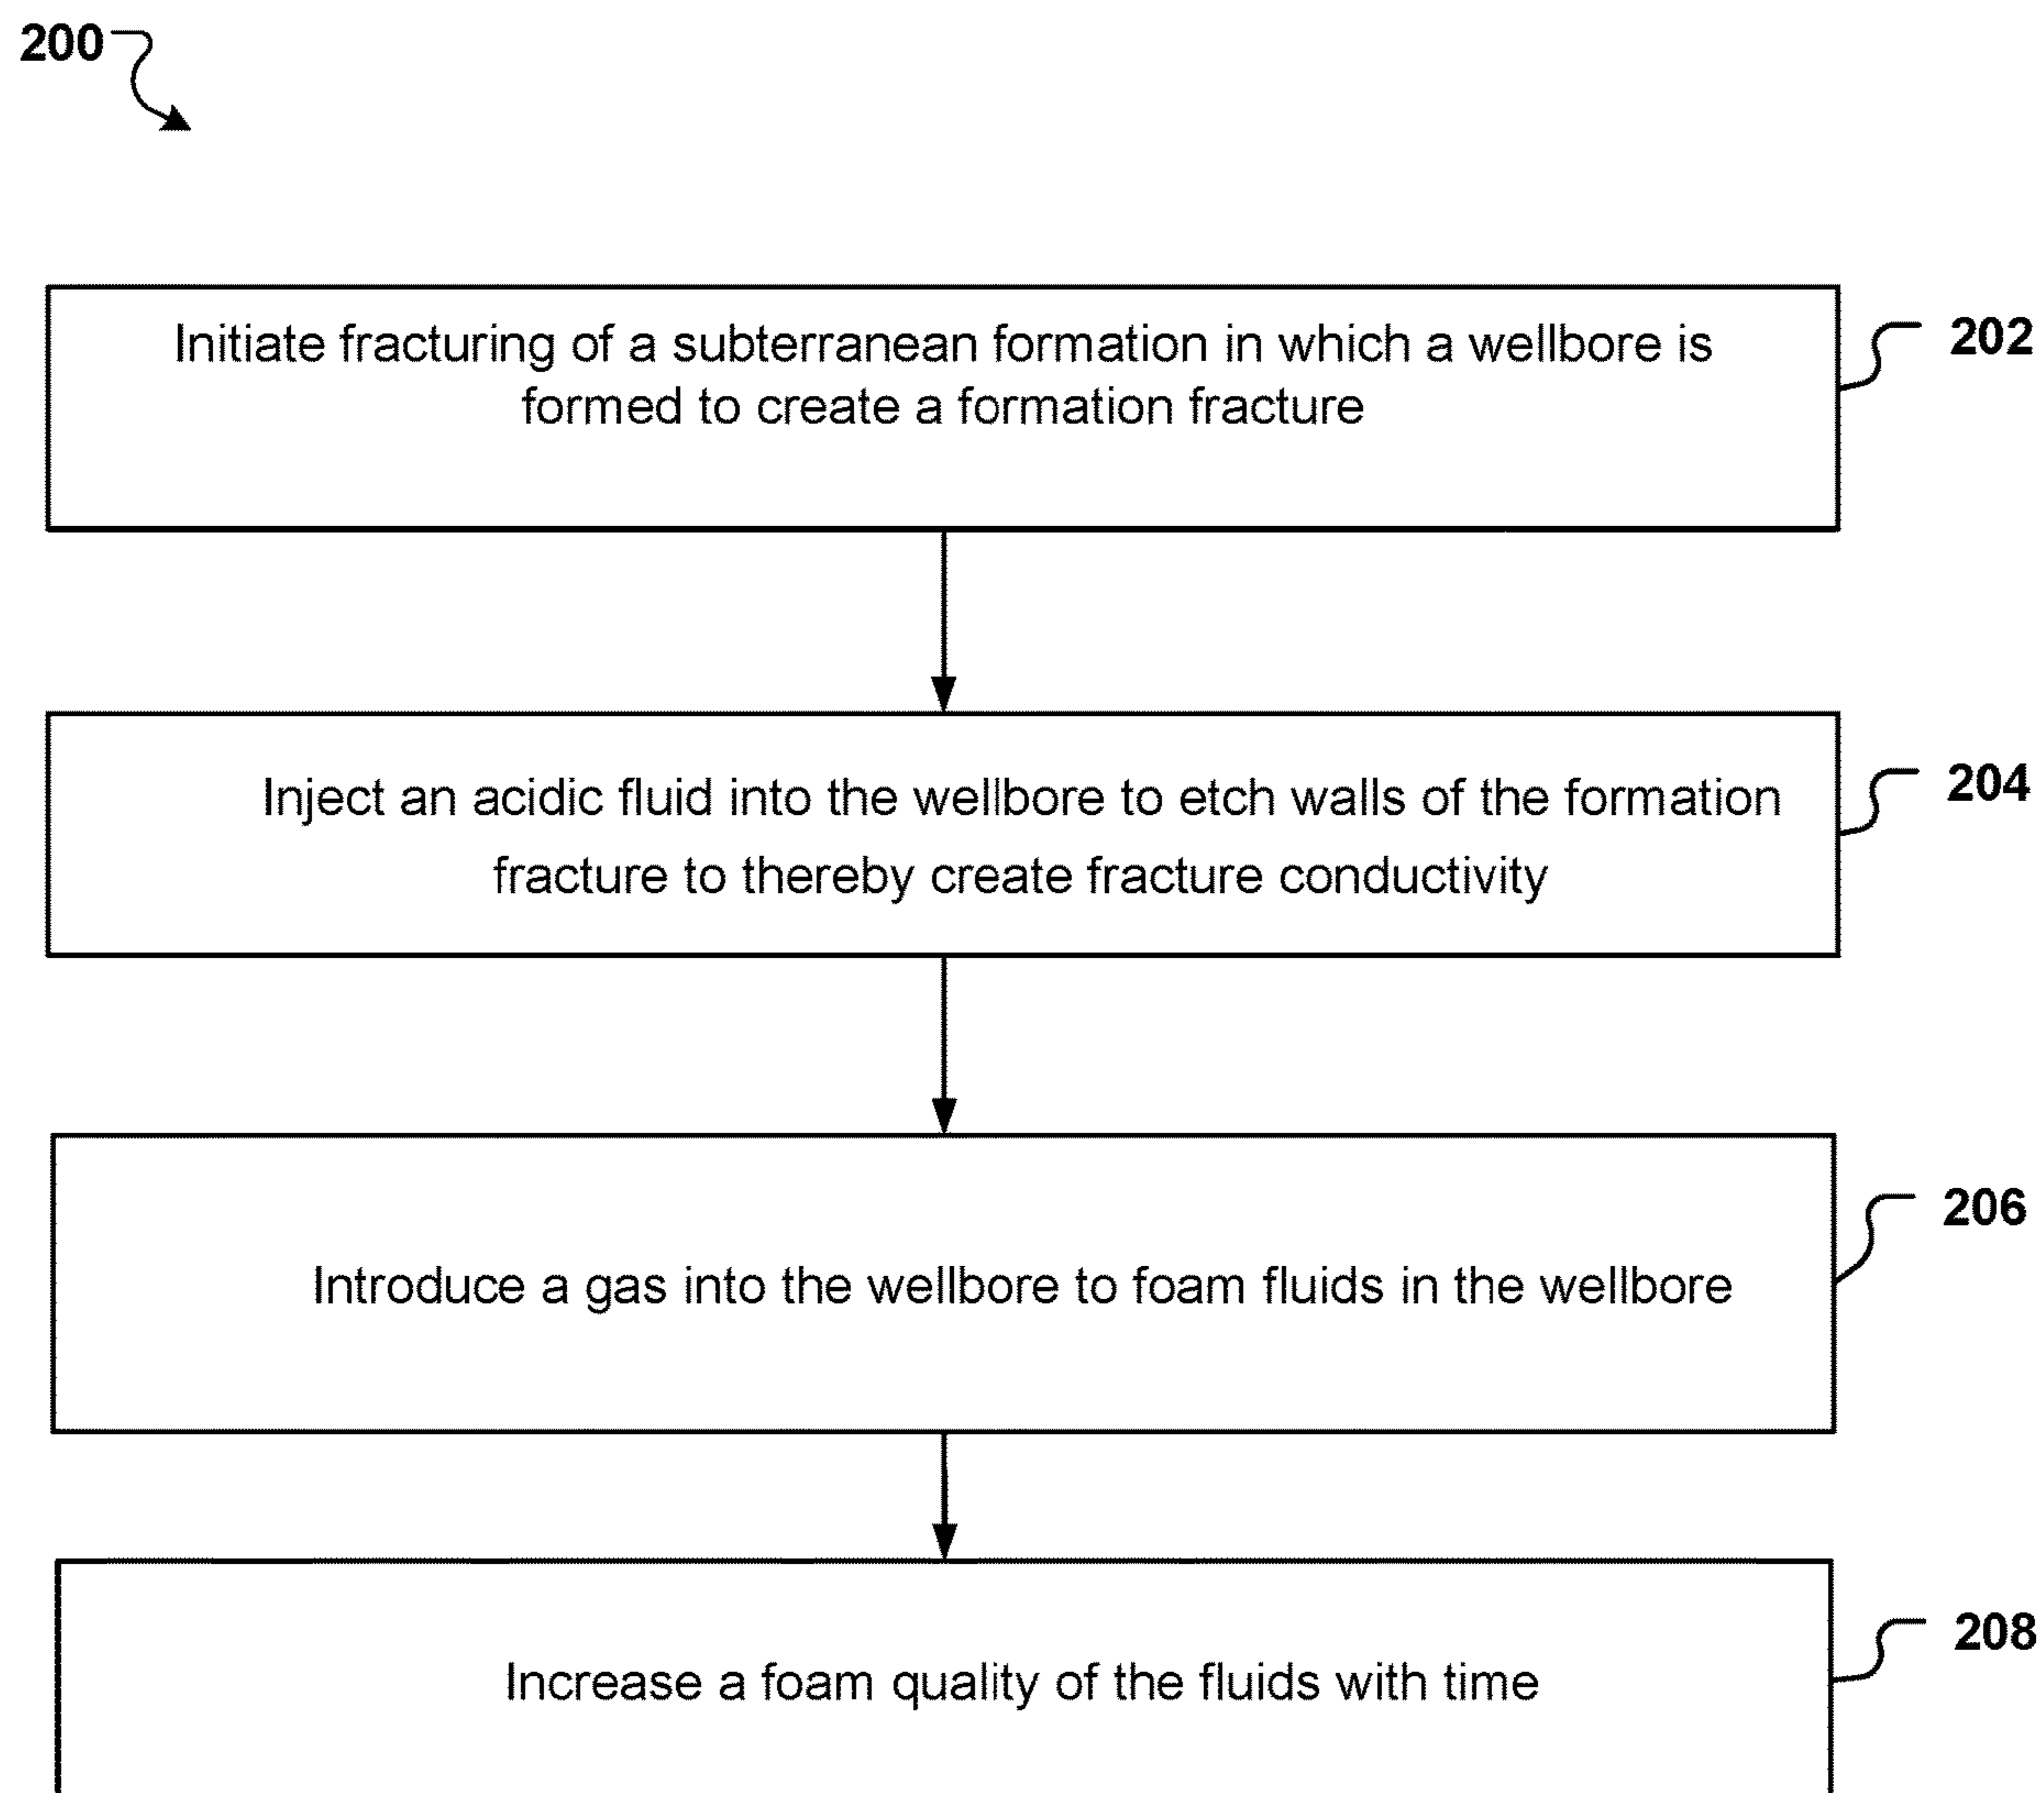 200
Initiate fracturing of a subterranean formation in which a wellbore is
formed to create a formation fracture
202
Inject an acidic fluid into the wellbore to etch walls of the formation
fracture to thereby create fracture conductivity
204
Introduce a gas into the wellbore to foam fluids in the wellbore
206
Increase a foam quality of the fluids with time
208